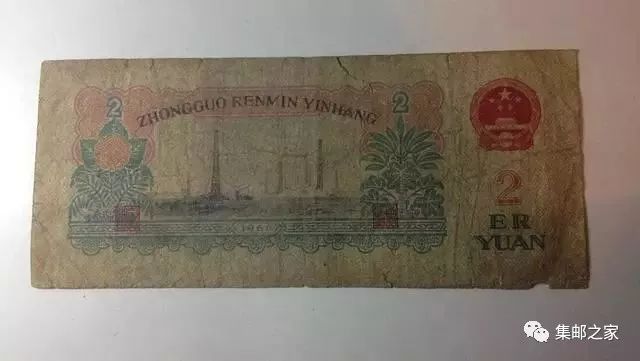 2
ZHONGGUO RENMIN YINHANG
2
2
ER
YUAN
1960
集邮之家